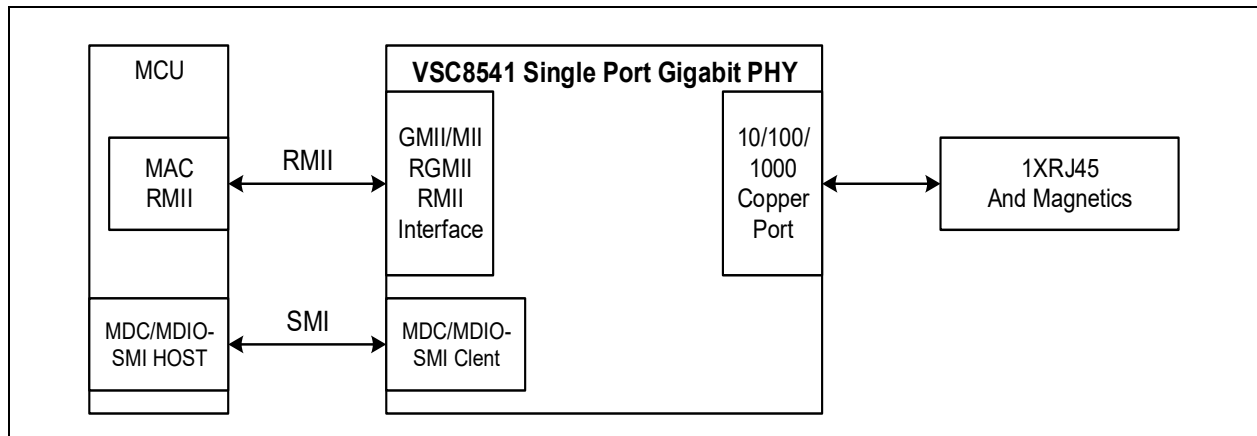 MCU
VSC8541 Single Port Gigabit PHY
MAC
RMII
RMII
GMII/MII
RGMII
RMII
Interface
10/100/
1000
Copper
Port
1XRJ45
And Magnetics
MDC/MDIO-
SMI HOST
SMI
MDC/MDIO-
SMI Clent